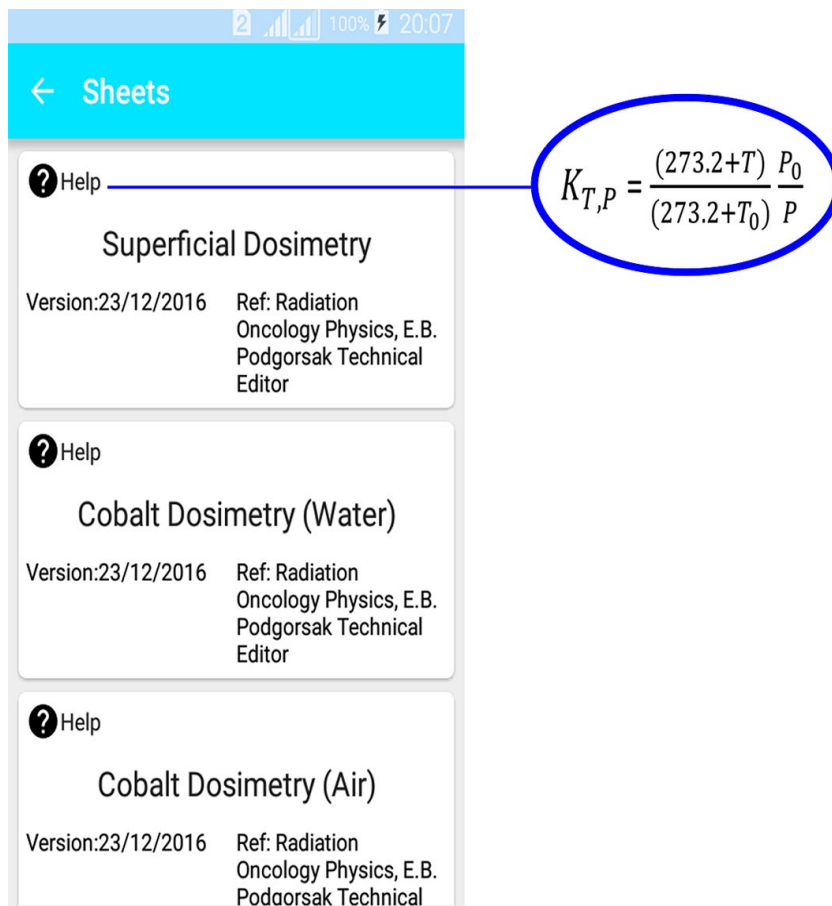 2 100% 20:07
← Sheets
? Help
Superficial Dosimetry
Version:23/12/2016 Ref: Radiation
Oncology Physics, E.B.
Podgorsak Technical
Editor
? Help
Cobalt Dosimetry (Water)
Version:23/12/2016 Ref: Radiation
Oncology Physics, E.B.
Podgorsak Technical
Editor
? Help
Cobalt Dosimetry (Air)
Version:23/12/2016 Ref: Radiation
Oncology Physics, E.B.
Podgorsak Technical
K_{T,P} = \frac{(273.2+T)}{(273.2+T_0)} \frac{P_0}{P}